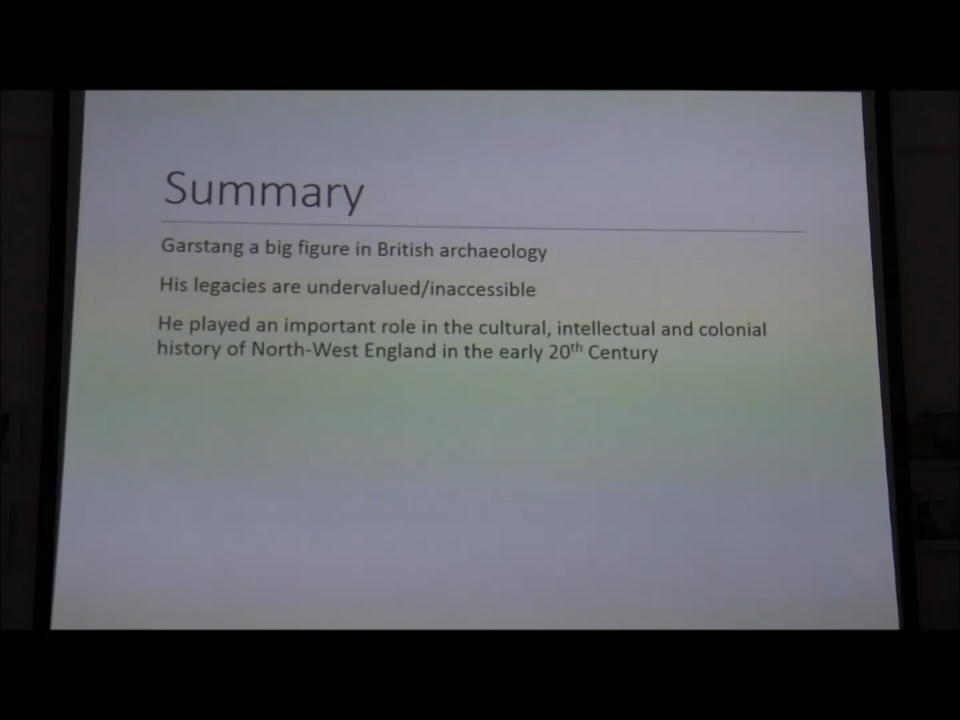 Summary
Garstang a big figure in British archaeology
His legacies are undervalued/inaccessible
He played an important role in the cultural, intellectual and colonial
history of North-West England in the early 20th Century